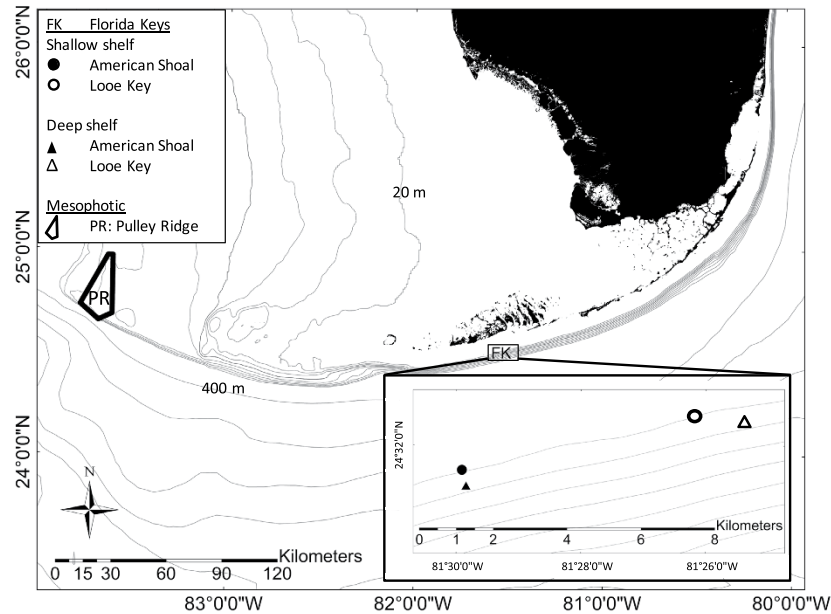 FK Florida Keys
Shallow shelf
American Shoal
Looe Key
Deep shelf
American Shoal
Looe Key
Mesophotic
PR: Pulley Ridge
26°0'0"N
25°0'0"N
24°0'0"N
20 m
PR
FK
400 m
N
24°32'0"N
Kilometers
0 1 2 4 6 8
81°30'0"W 81°28'0"W 81°26'0"W
Kilometers
0 15 30 60 90 120
83°0'0"W 82°0'0"W 81°0'0"W 80°0'0"W